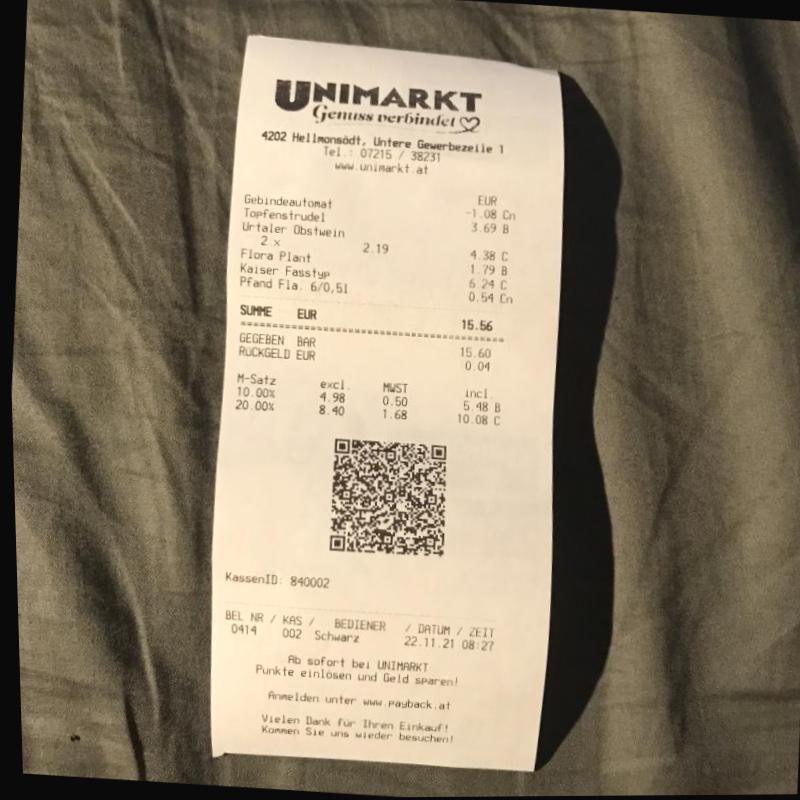 UNIMARKT
Genuss verbindet
4202 Hellmonsödt, Untere Gewerbezeile 1
Tel.: 07215 / 38231
www.unimarkt.at
EUR
Gebindeautomat -1.08 Cn
Topfenstrudel 3.69 B
Urtaler Obstwein
2 x 2.19 4.38 C
Flora Plant 1.79 B
Kaiser Fasstyp 6.24 C
Pfand Fla. 6/0,5l 0.54 Cn
SUMME EUR 15.56
GEGEBEN BAR 15.60
RÜCKGELD EUR 0.04
M-Satz excl. MWST incl.
10.00% 4.98 0.50 5.48 B
20.00% 8.40 1.68 10.08 C
KassenID: 840002
BEL NR / KAS / BEDIENER / DATUM / ZEIT
0414 002 Schwarz 22.11.21 08:27
Ab sofort bei UNIMARKT
Punkte einlösen und Geld sparen!
Anmelden unter www.payback.at
Vielen Dank für Ihren Einkauf!
Kommen Sie uns wieder besuchen!